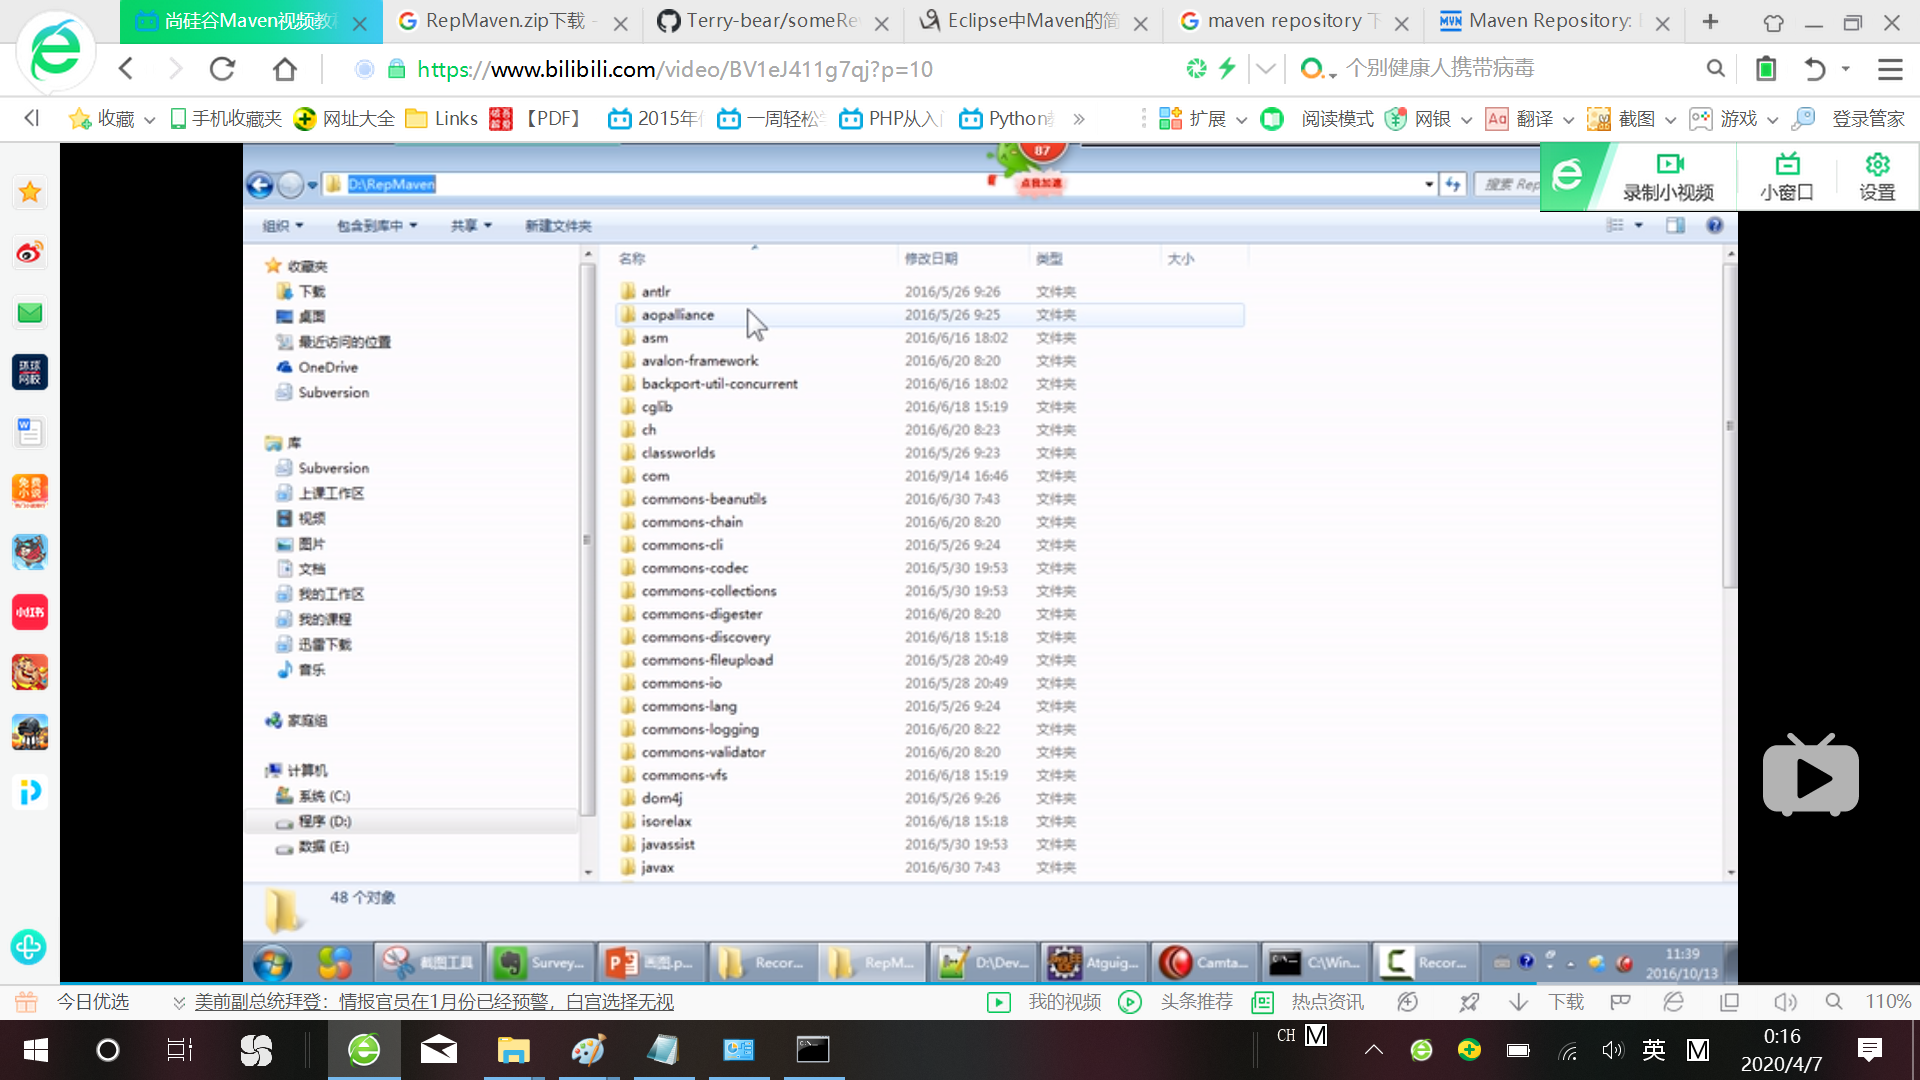 尚硅谷Maven视频教
RepMaven.zip下载 -
Terry-bear/someRe
Eclipse中Maven的简
maven repository 下
Maven Repository:
https://www.bilibili.com/video/BV1eJ411g7qj?p=10
个别健康人携带病毒
收藏 手机收藏夹 网址大全 Links 【PDF】 2015年 一周轻松 PHP从入 Python »
扩展 阅读模式 网银 翻译 截图 游戏 登录管家
D:\RepMaven
87
点我加速
搜索 Rep
录制小视频 小窗口 设置
组织 包含到库中 共享 新建文件夹
收藏夹
下载
桌面
最近访问的位置
OneDrive
Subversion
库
Subversion
上课工作区
视频
图片
文档
我的工作区
我的课程
迅雷下载
音乐
家庭组
计算机
系统 (C:)
程序 (D:)
数据 (E:)
名称 修改日期 类型 大小
antlr 2016/5/26 9:26 文件夹
aopalliance 2016/5/26 9:25 文件夹
asm 2016/6/16 18:02 文件夹
avalon-framework 2016/6/20 8:20 文件夹
backport-util-concurrent 2016/6/16 18:02 文件夹
cglib 2016/6/18 15:19 文件夹
ch 2016/6/20 8:23 文件夹
classworlds 2016/5/26 9:23 文件夹
com 2016/9/14 16:46 文件夹
commons-beanutils 2016/6/30 7:43 文件夹
commons-chain 2016/6/20 8:20 文件夹
commons-cli 2016/5/26 9:24 文件夹
commons-codec 2016/5/30 19:53 文件夹
commons-collections 2016/5/30 19:53 文件夹
commons-digester 2016/6/20 8:20 文件夹
commons-discovery 2016/6/18 15:18 文件夹
commons-fileupload 2016/5/28 20:49 文件夹
commons-io 2016/5/28 20:49 文件夹
commons-lang 2016/5/26 9:24 文件夹
commons-logging 2016/6/20 8:22 文件夹
commons-validator 2016/6/20 8:20 文件夹
commons-vfs 2016/6/18 15:19 文件夹
dom4j 2016/5/26 9:26 文件夹
isorelax 2016/6/18 15:18 文件夹
javassist 2016/5/30 19:53 文件夹
javax 2016/6/30 7:43 文件夹
48 个对象
环球网校
免费小说
小红书
截图工具 Survey... 画图.p... Recor... RepM... D:\Dev... Atguig... Camta... C:\Win... Recor...
11:39
2016/10/13
今日优选 美前副总统拜登：情报官员在1月份已经预警，白宫选择无视
我的视频 头条推荐 热点资讯 下载 110%
CH M
英 M
0:16
2020/4/7